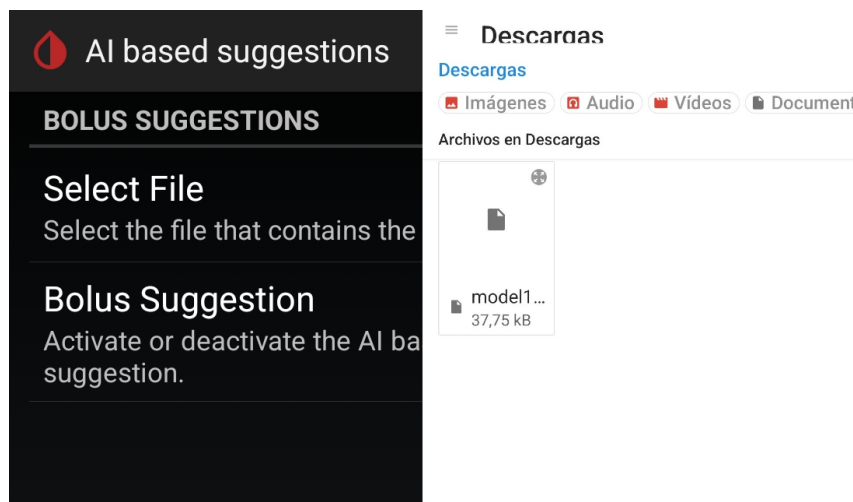 AI based suggestions
BOLUS SUGGESTIONS
Select File
Select the file that contains the
Bolus Suggestion
Activate or deactivate the AI ba
suggestion.
Descargas
Descargas
Imágenes Audio Vídeos Document
Archivos en Descargas
model1...
37,75 kB